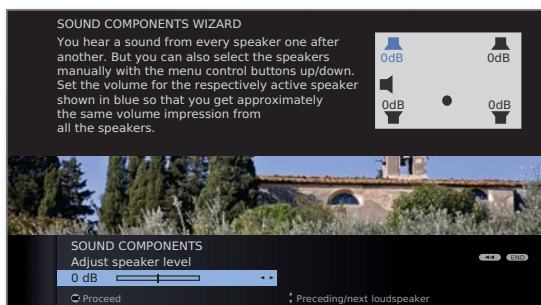 SOUND COMPONENTS WIZARD
You hear a sound from every speaker one after
another. But you can also select the speakers
manually with the menu control buttons up/down.
Set the volume for the respectively active speaker
shown in blue so that you get approximately
the same volume impression from
all the speakers.
0dB 0dB
0dB 0dB
SOUND COMPONENTS
Adjust speaker level
0 dB
END
OK Proceed
Preceding/next loudspeaker